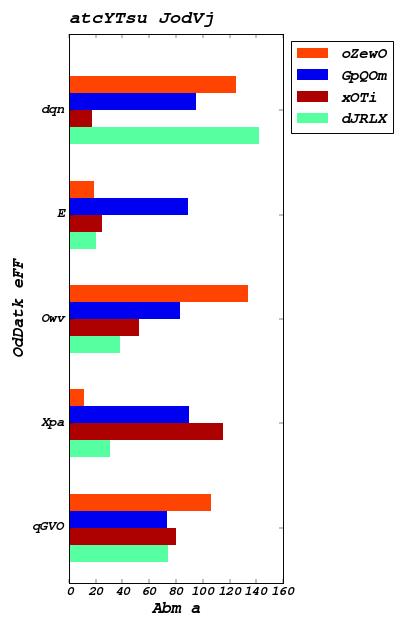 atcYTsu JodVj
oZewO
GpQOm
xOTi
dJRLX
dqn
E
Owv
Xpa
qGVO
OdDatk eFF
0 20 40 60 80 100 120 140 160
Abm a